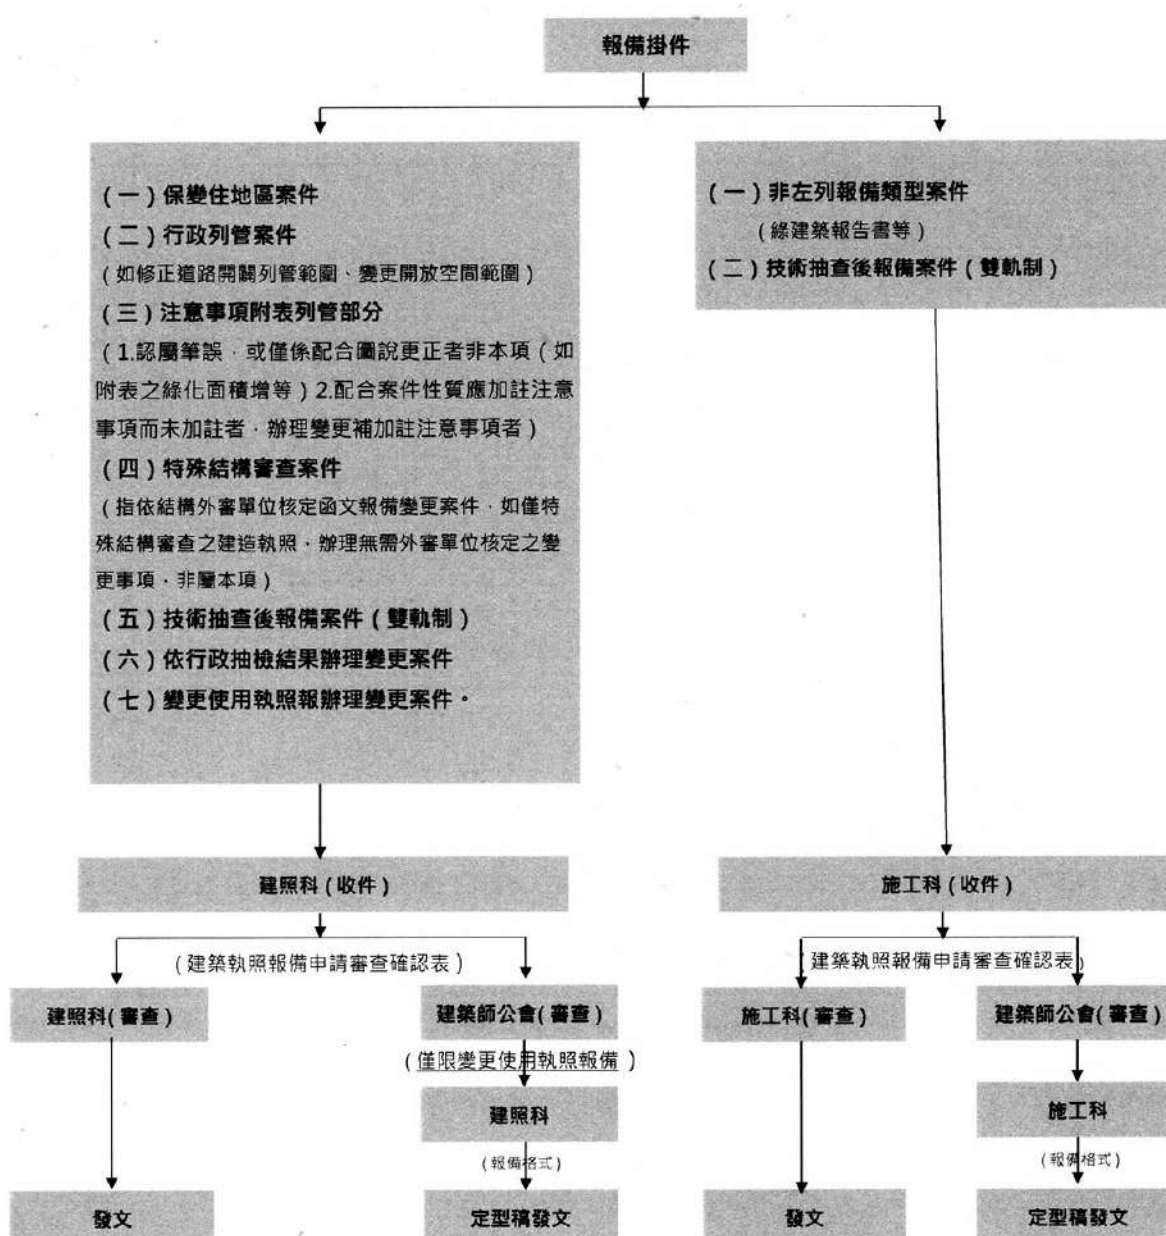 報備掛件
(一)保變住地區案件
(二)行政列管案件
(如修正道路開闢列管範圍、變更開放空間範圍)
(三)注意事項附表列管部分
(1.認屬筆誤,或僅係配合圖說更正者非本項(如
附表之綠化面積增等)2.配合案件性質應加註注意
事項而未加註者,辦理變更補加註注意事項者)
(四)特殊結構審查案件
(指依結構外審單位核定函文報備變更案件,如僅特
殊結構審查之建造執照,辦理無需外審單位核定之變
更事項,非屬本項)
(五)技術抽查後報備案件(雙軌制)
(六)依行政抽檢結果辦理變更案件
(七)變更使用執照報辦理變更案件。
(一)非左列報備類型案件
(綠建築報告書等)
(二)技術抽查後報備案件(雙軌制)
建照科(收件)
施工科(收件)
(建築執照報備申請審查確認表)
(建築執照報備申請審查確認表)
建照科(審查)
建築師公會(審查)
施工科(審查)
建築師公會(審查)
(僅限變更使用執照報備)
建照科
施工科
(報備格式)
(報備格式)
發文
定型稿發文
發文
定型稿發文